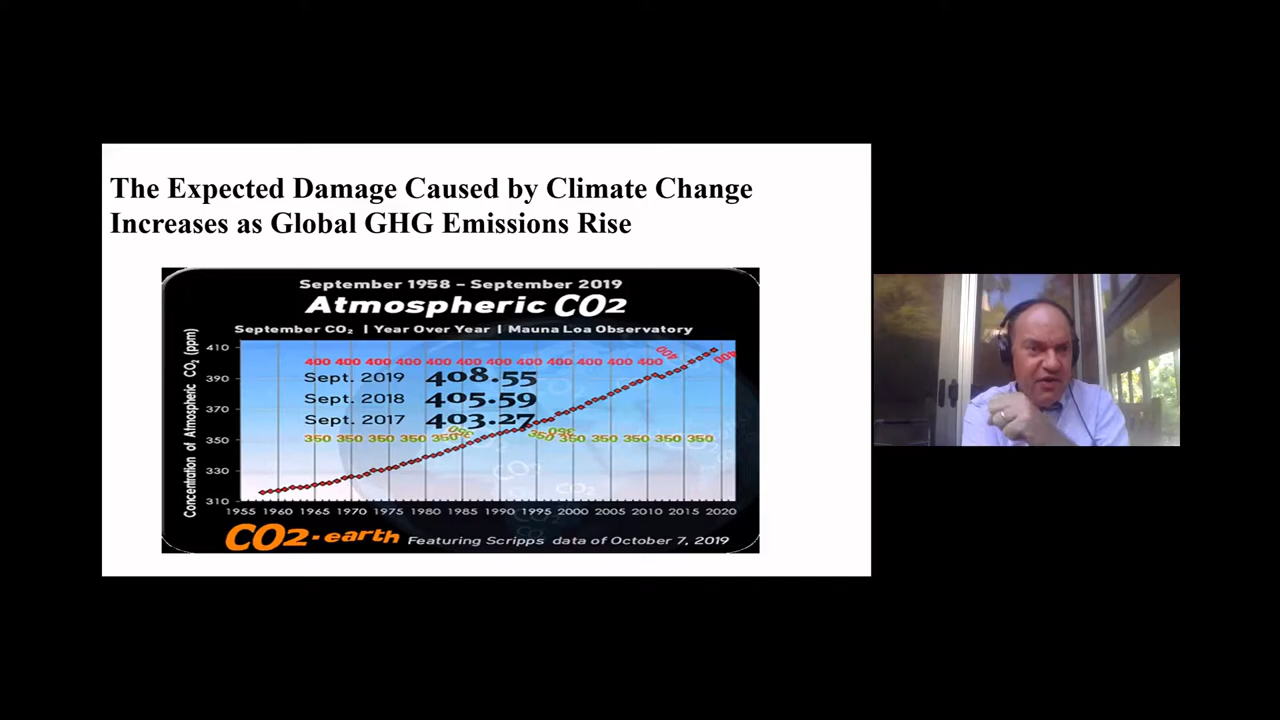 The Expected Damage Caused by Climate Change
Increases as Global GHG Emissions Rise
September 1958 – September 2019
Atmospheric CO2
September CO₂ | Year Over Year | Mauna Loa Observatory
Concentration of Atmospheric CO₂ (ppm)
410
390
370
350
330
310
400 400 400 400 400 400 400 400 400 400 400 400 400 400
Sept. 2019 408.55
Sept. 2018 405.59
Sept. 2017 403.27
350 350 350 350 350 350 350 350 350 350 350 350 350
CO2
CO2
1955 1960 1965 1970 1975 1980 1985 1990 1995 2000 2005 2010 2015 2020
CO2-earth Featuring Scripps data of October 7, 2019